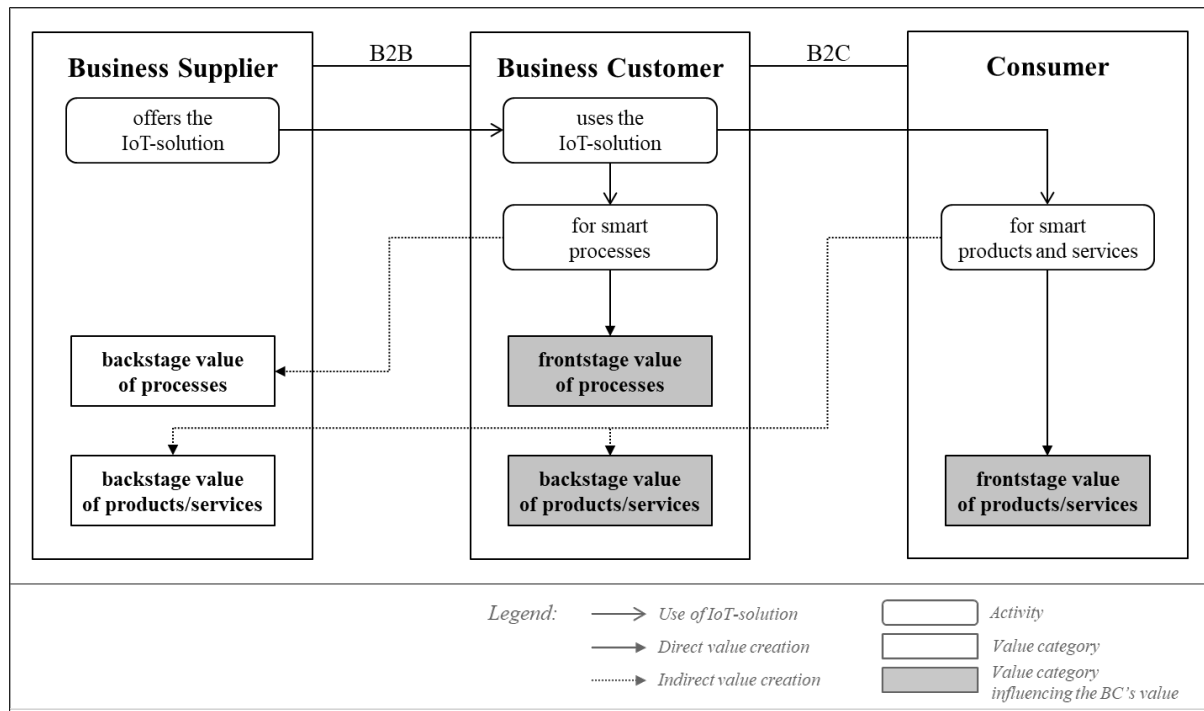 B2B
B2C
Business Supplier
Business Customer
Consumer
offers the
IoT-solution
uses the
IoT-solution
for smart
processes
for smart
products and services
backstage value
of processes
frontstage value
of processes
backstage value
of products/services
backstage value
of products/services
frontstage value
of products/services
Legend:
Use of IoT-solution
Activity
Direct value creation
Value category
Indirect value creation
Value category
influencing the BC's value